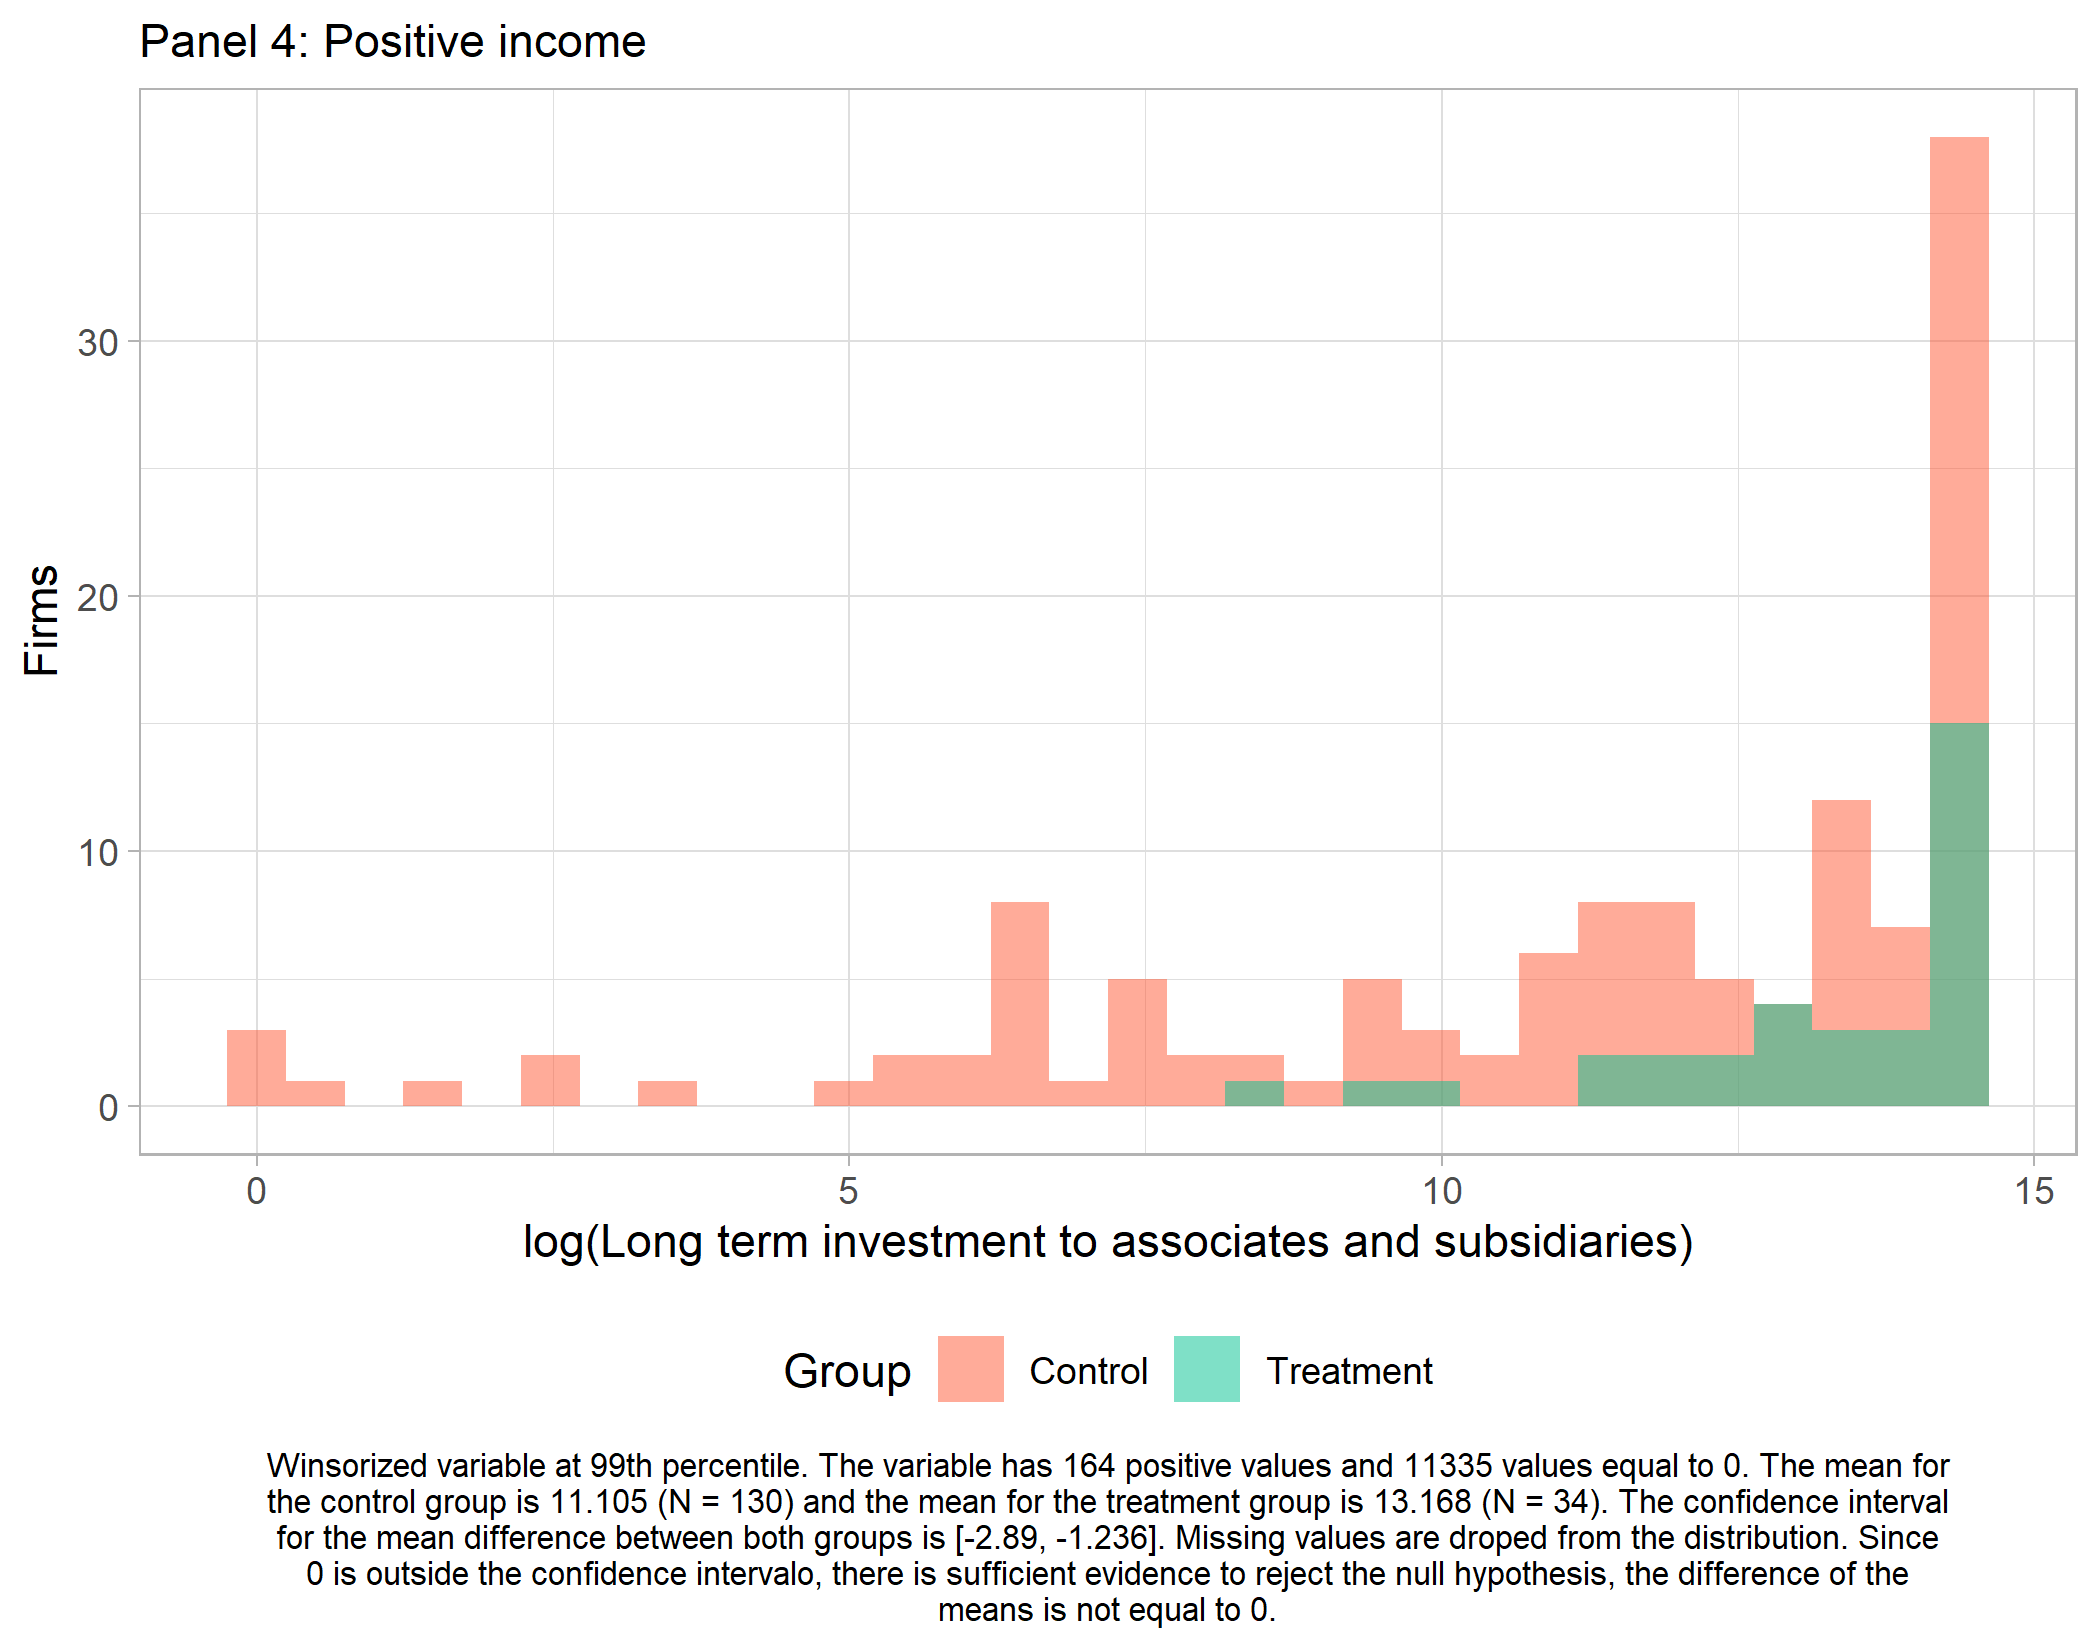 Panel 4: Positive income
30
20
10
0
Firms
0 5 10 15
log(Long term investment to associates and subsidiaries)
Group Control Treatment
Winsorized variable at 99th percentile. The variable has 164 positive values and 11335 values equal to 0. The mean for
the control group is 11.105 (N = 130) and the mean for the treatment group is 13.168 (N = 34). The confidence interval
for the mean difference between both groups is [-2.89, -1.236]. Missing values are droped from the distribution. Since
0 is outside the confidence intervalo, there is sufficient evidence to reject the null hypothesis, the difference of the
means is not equal to 0.